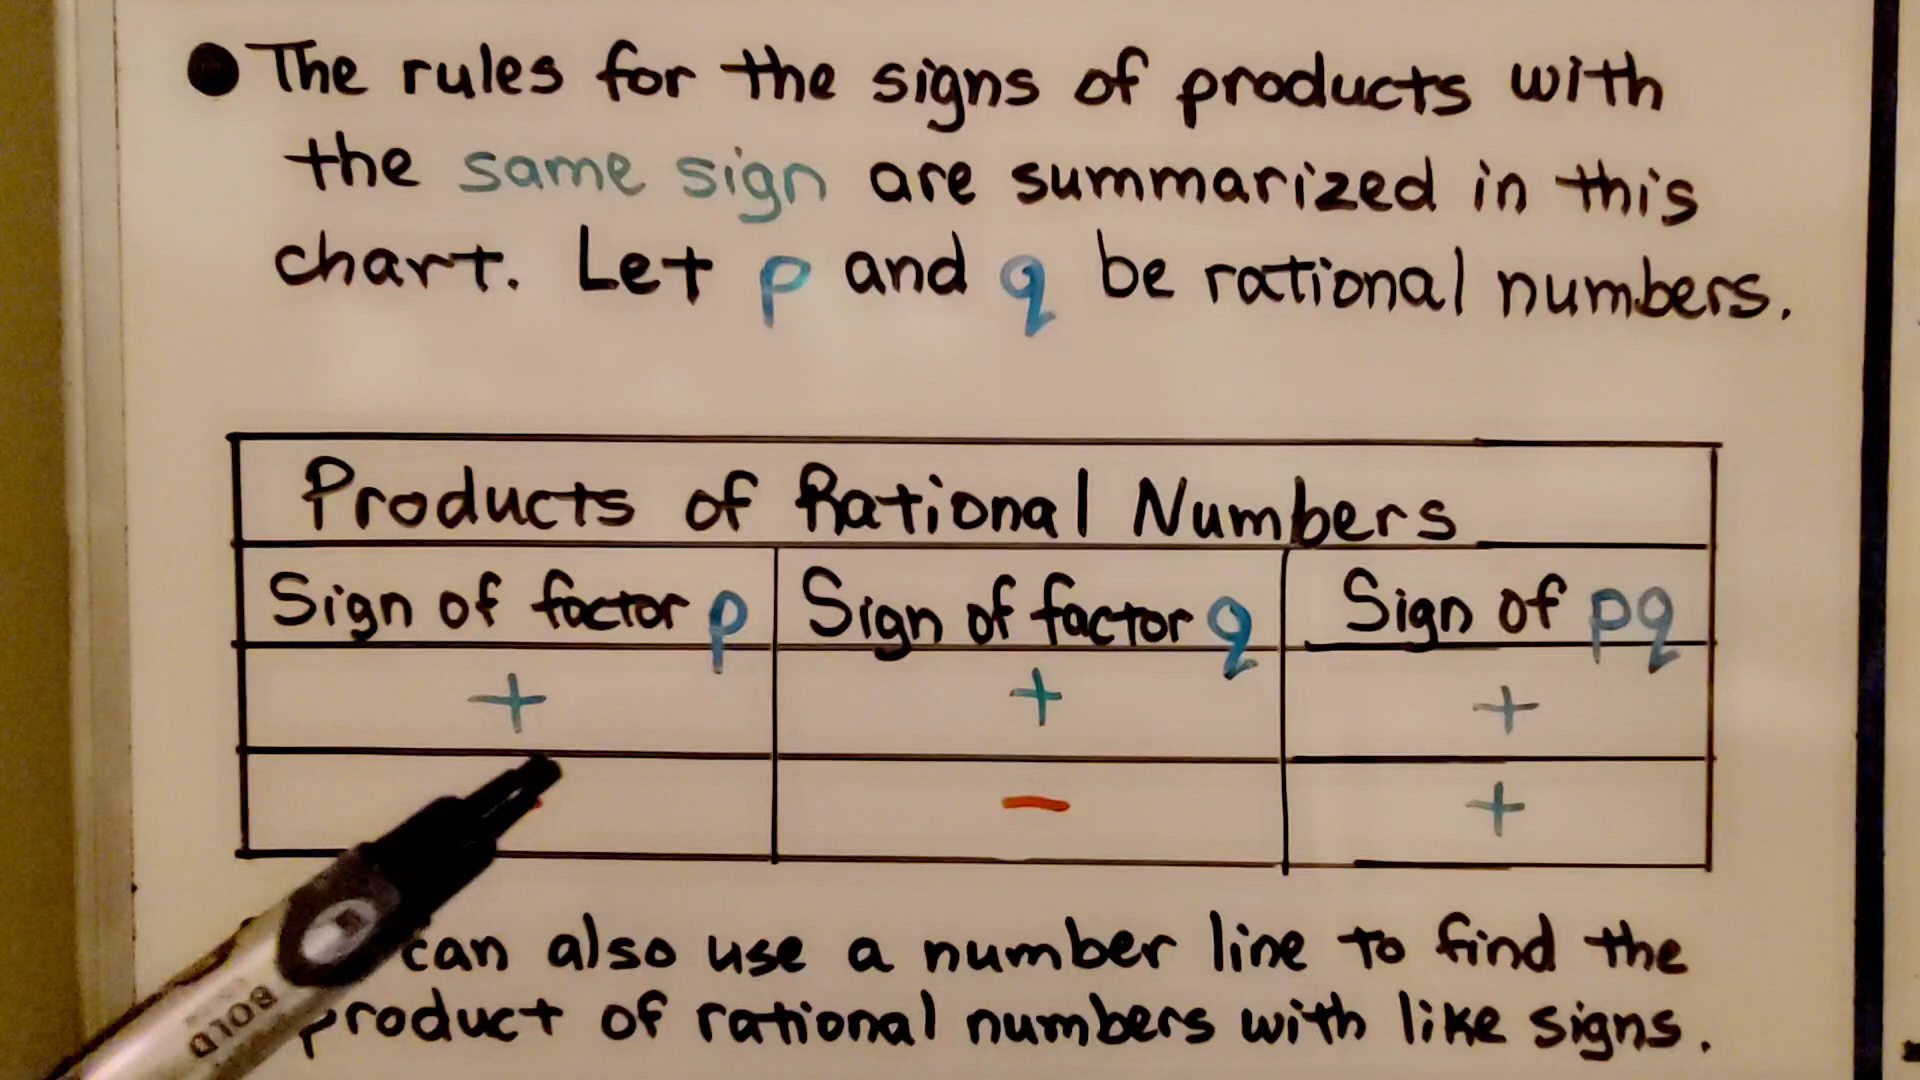 The rules for the signs of products with
the same sign are summarized in this
chart. Let p and q be rational numbers.
Products of Rational Numbers
Sign of factor p Sign of factor q Sign of pq
+ + +
− +
can also use a number line to find the
product of rational numbers with like signs.
BOLD